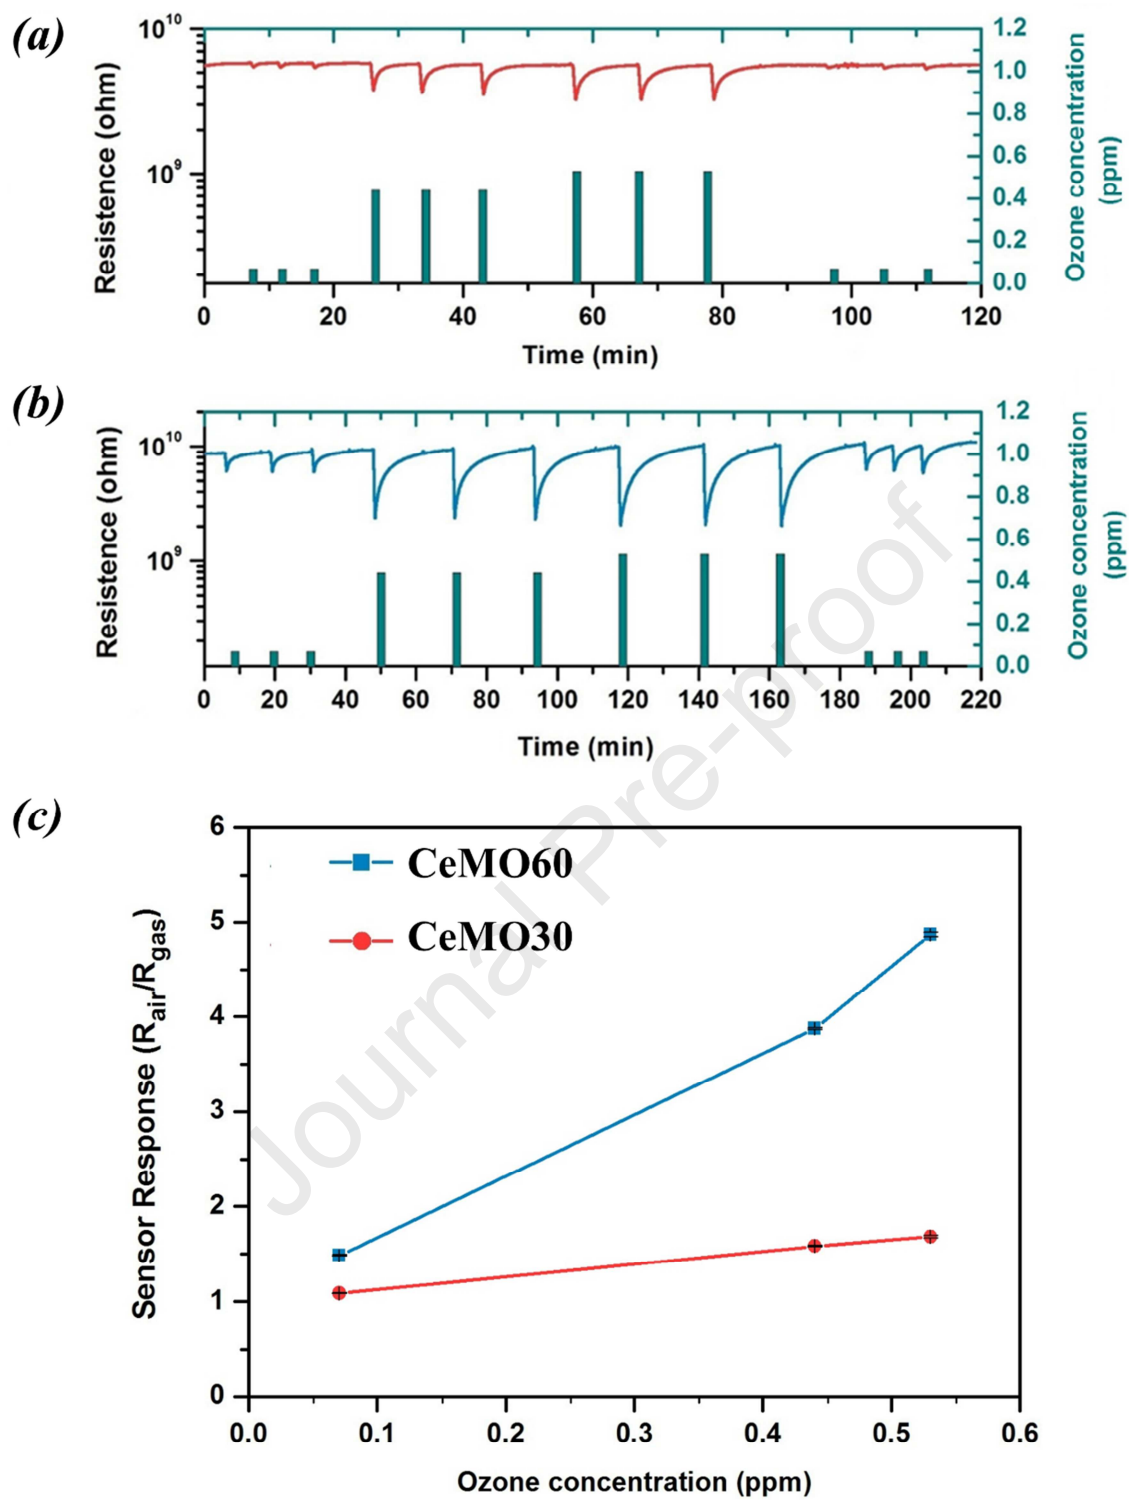 (a)
10^10
10^9
Resistence (ohm)
1.2
1.0
0.8
0.6
0.4
0.2
0.0
Ozone concentration
(ppm)
0 20 40 60 80 100 120
Time (min)
(b)
10^10
10^9
Resistence (ohm)
1.2
1.0
0.8
0.6
0.4
0.2
0.0
Ozone concentration
(ppm)
0 20 40 60 80 100 120 140 160 180 200 220
Time (min)
(c)
6
5
4
3
2
1
0
Sensor Response (Rair/Rgas)
CeMO60
CeMO30
0.0 0.1 0.2 0.3 0.4 0.5 0.6
Ozone concentration (ppm)
Journal Pre-proof